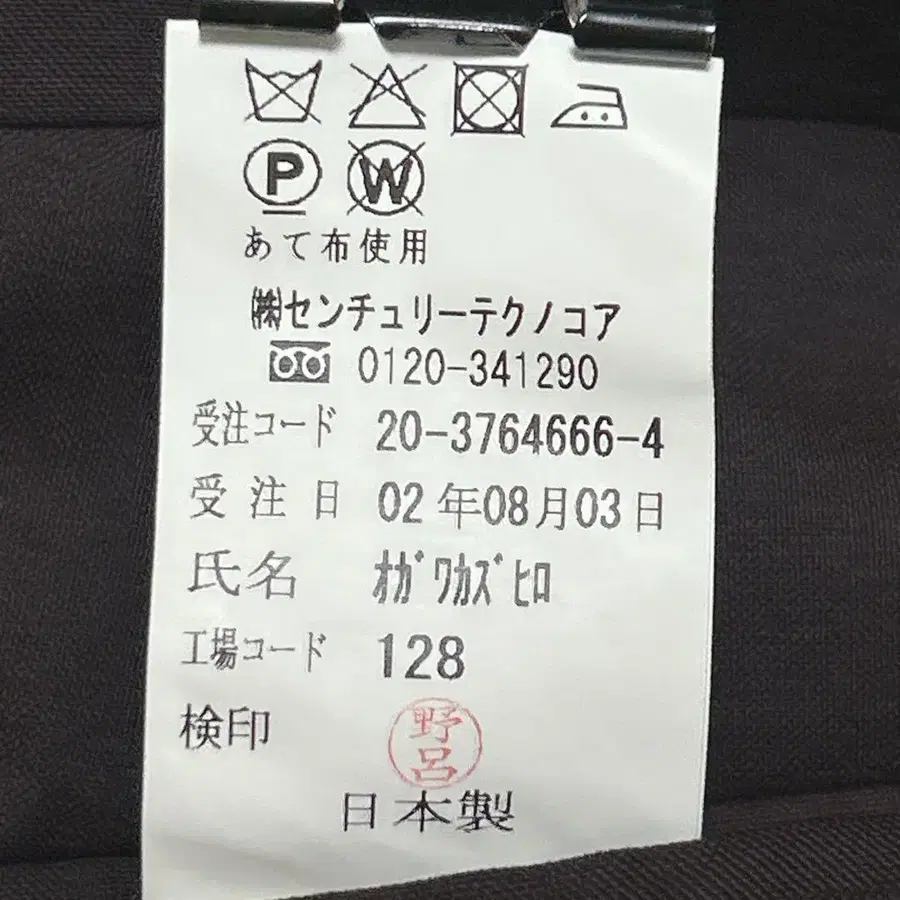 P W
あて布使用
㈱センチュリーテクノコア
0120-341290
受注コード 20-3764666-4
受注日 02年08月03日
氏名 ｵｶﾞﾜｶｽﾞﾋﾛ
工場コード 128
検印 野呂
日本製